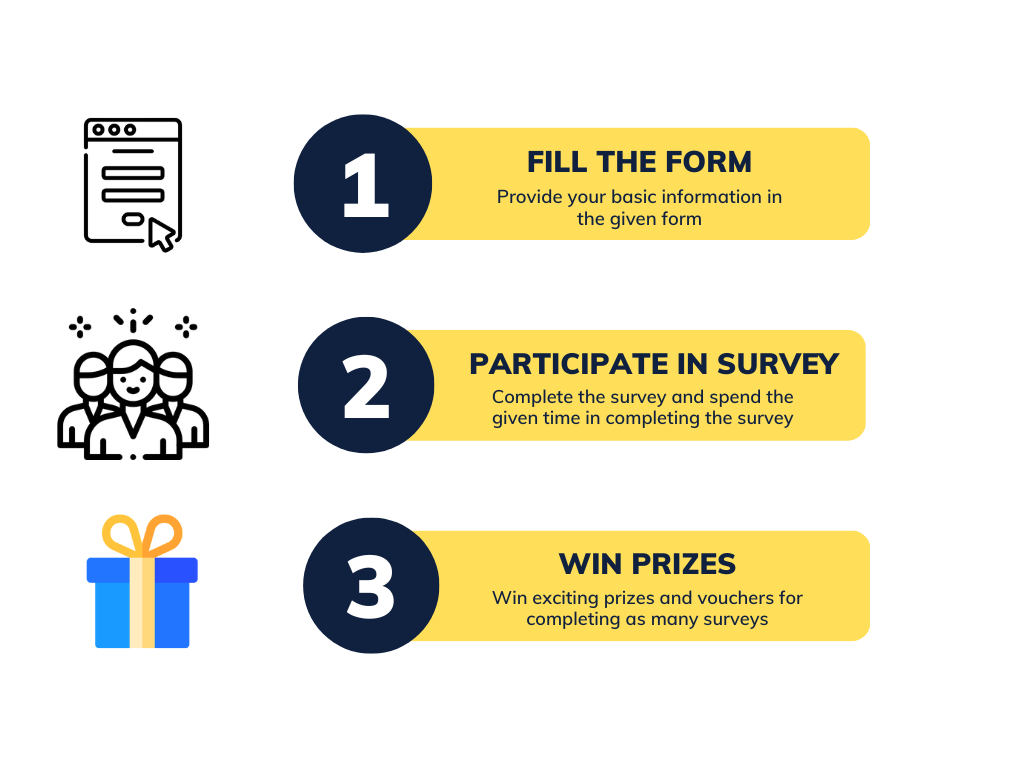 1
FILL THE FORM
Provide your basic information in
the given form
2
PARTICIPATE IN SURVEY
Complete the survey and spend the
given time in completing the survey
3
WIN PRIZES
Win exciting prizes and vouchers for
completing as many surveys